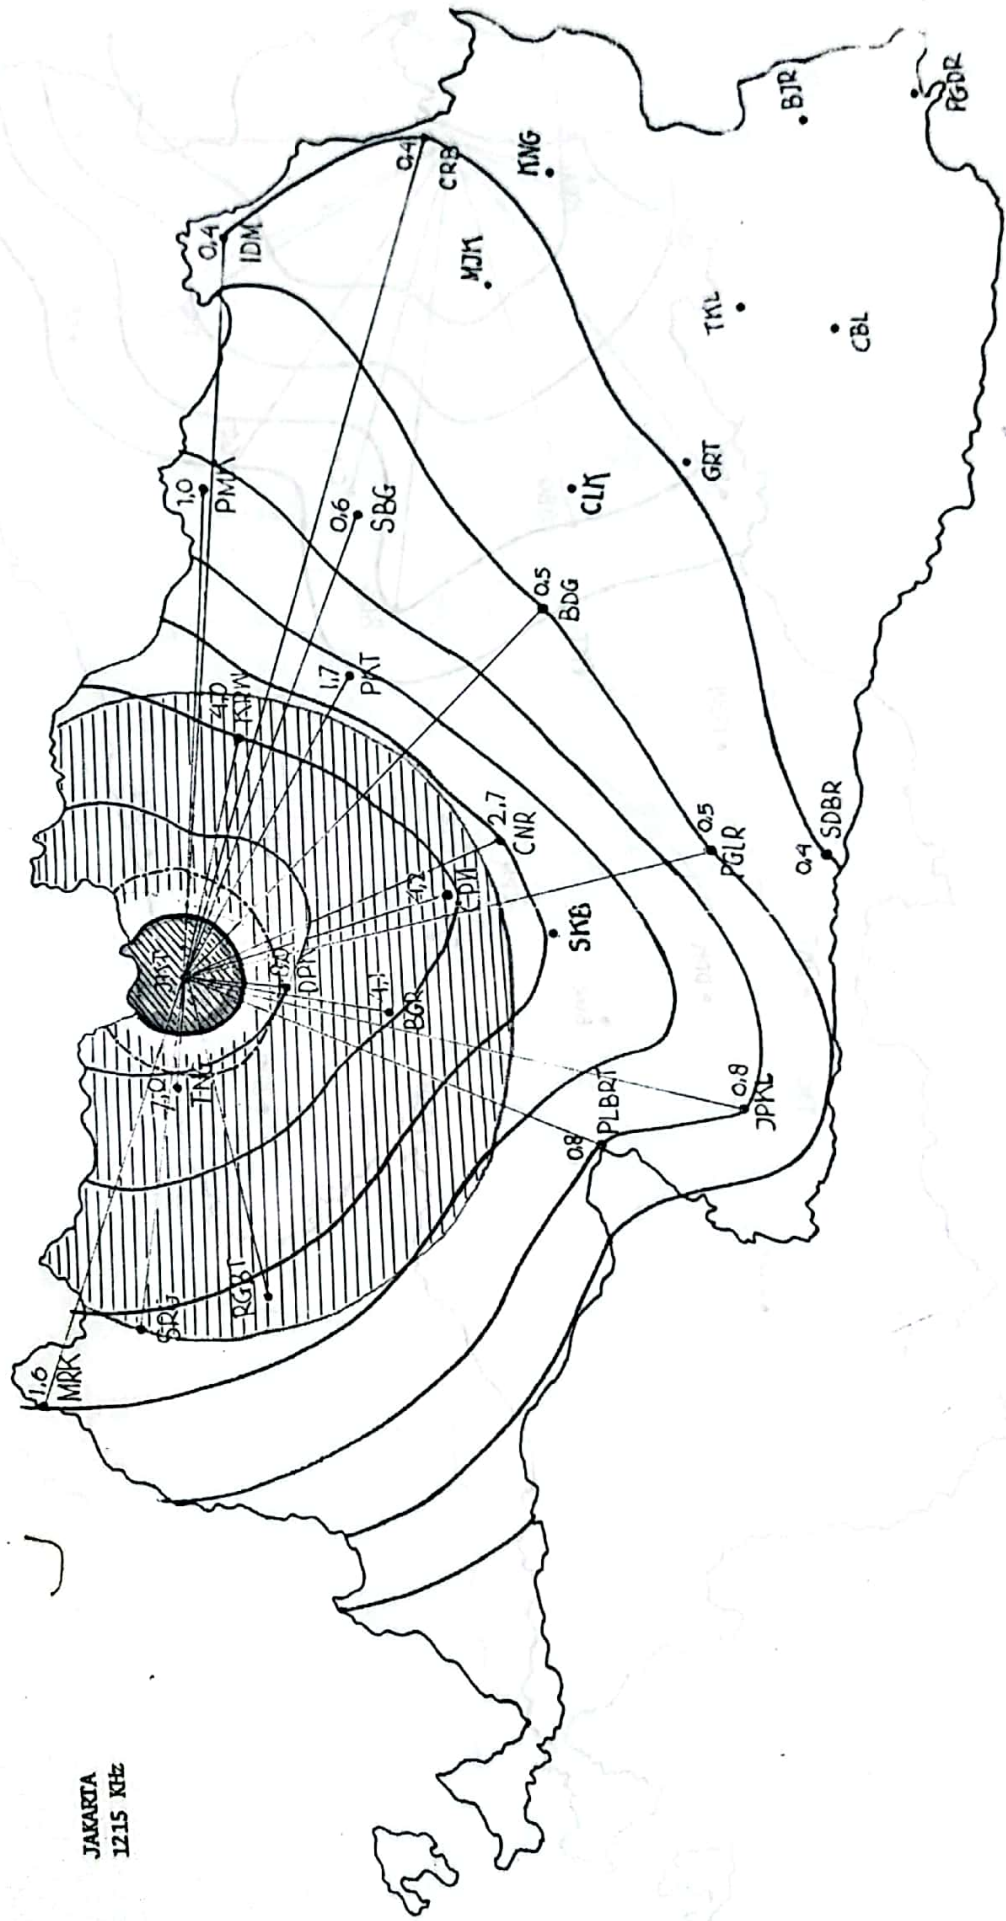 JAKARTA
1215 KHz
1,6
MRK
SRG
RGBT
7,0
TNG
JKT
8,0
DPK
4,1
BGR
4,2
CPN
4,0
KRW
2,7
CNR
SKB
1,7
PKT
1,0
PMK
0,6
SBG
0,4
IDM
0,4
CRB
KNG
MJK
0,5
BDG
CLK
GRT
TKL
CBL
BJR
PGDR
0,8
PLBRT
0,8
JPKL
0,5
PGLR
0,4
SDBR